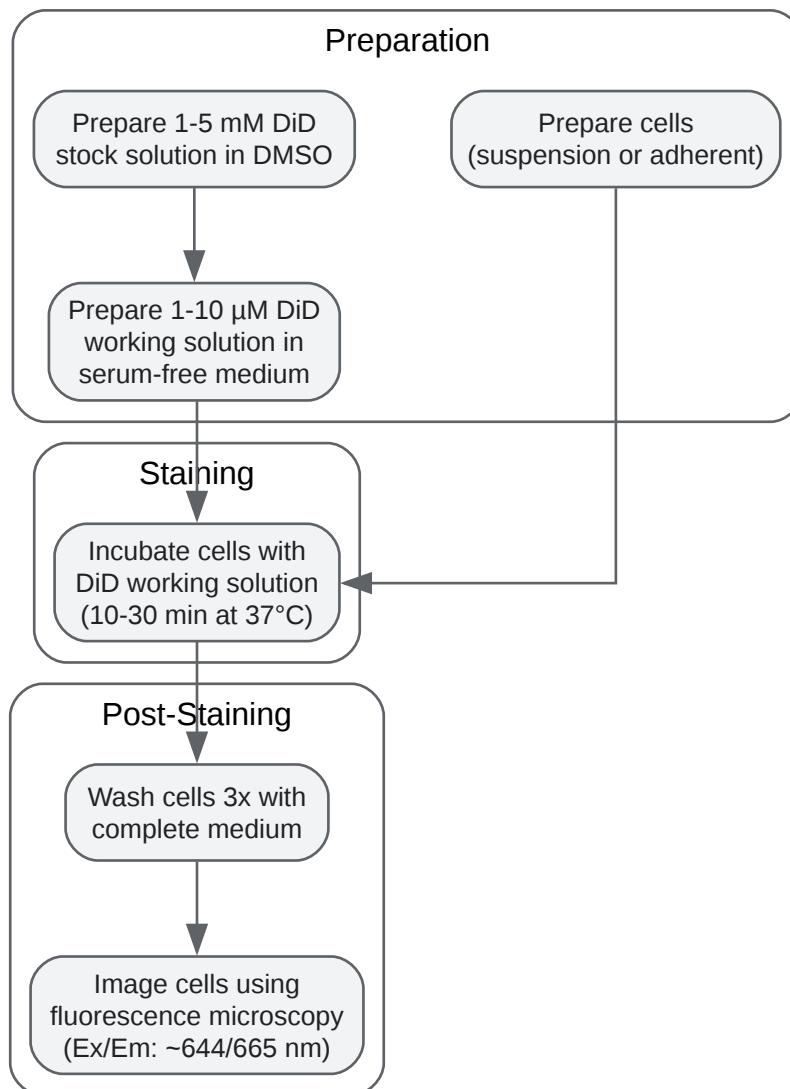 Preparation
Prepare 1-5 mM DiD
stock solution in DMSO
Prepare cells
(suspension or adherent)
Prepare 1-10 µM DiD
working solution in
serum-free medium
Staining
Incubate cells with
DiD working solution
(10-30 min at 37°C)
Post-Staining
Wash cells 3x with
complete medium
Image cells using
fluorescence microscopy
(Ex/Em: ~644/665 nm)